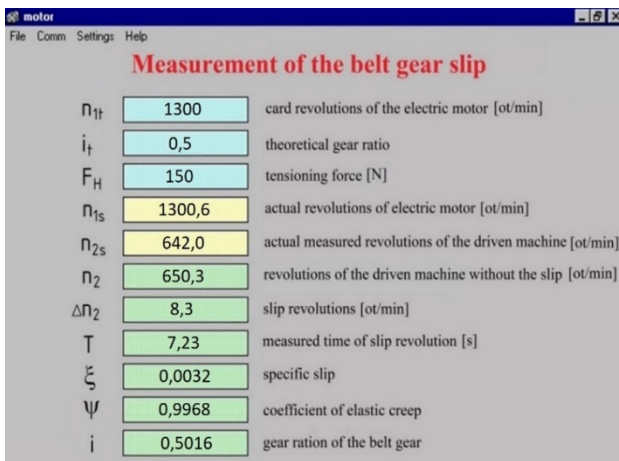 motor
File Comm Settings Help
Measurement of the belt gear slip
n1t 1300 card revolutions of the electric motor [ot/min]
it 0,5 theoretical gear ratio
FH 150 tensioning force [N]
n1s 1300,6 actual revolutions of electric motor [ot/min]
n2s 642,0 actual measured revolutions of the driven machine [ot/min]
n2 650,3 revolutions of the driven machine without the slip [ot/min]
Δn2 8,3 slip revolutions [ot/min]
T 7,23 measured time of slip revolution [s]
ξ 0,0032 specific slip
ψ 0,9968 coefficient of elastic creep
i 0,5016 gear ration of the belt gear